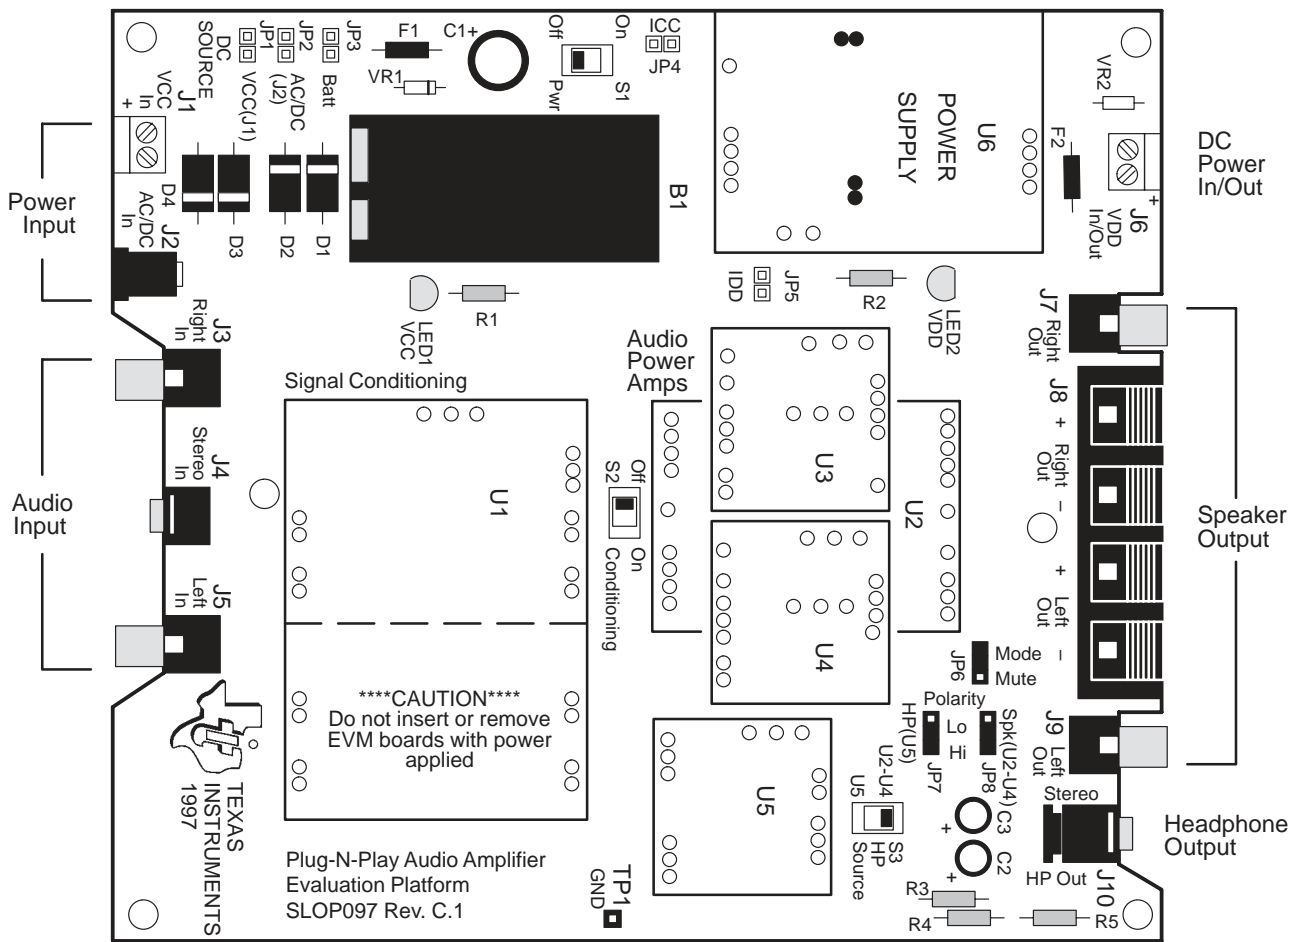 DC
SOURCE
JP1
VCC(J1)
JP2
AC/DC
(J2)
JP3
Batt
F1
VR1
C1+
Off
On
Pwr
S1
ICC
JP4
U6
POWER
SUPPLY
VR2
F2
J1
VCC
In
+
D4
D3
D2
D1
B1
J2
AC/DC
In
J6
VDD
In/Out
+
DC
Power
In/Out
Power
Input
J3
Right
In
LED1
VCC
R1
IDD
JP5
R2
LED2
VDD
J7
Right
Out
Signal Conditioning
Audio
Power
Amps
J8
+
Right
Out
–
+
Left
Out
–
Audio
Input
J4
Stereo
In
J5
Left
In
U1
S2
Off
On
Conditioning
U3
U2
U4
Speaker
Output
JP6
Mode
Mute
Polarity
HP(U5)
Lo
Hi
JP7
Spk(U2-U4)
JP8
J9
Left
Out
****CAUTION****
Do not insert or remove
EVM boards with power
applied
TEXAS
INSTRUMENTS
1997
U5
U2-U4
U5
S3
HP
Source
+
C3
C2
+
Stereo
HP Out
J10
Headphone
Output
R3
R4
R5
Plug-N-Play Audio Amplifier
Evaluation Platform
SLOP097 Rev. C.1
TP1
GND